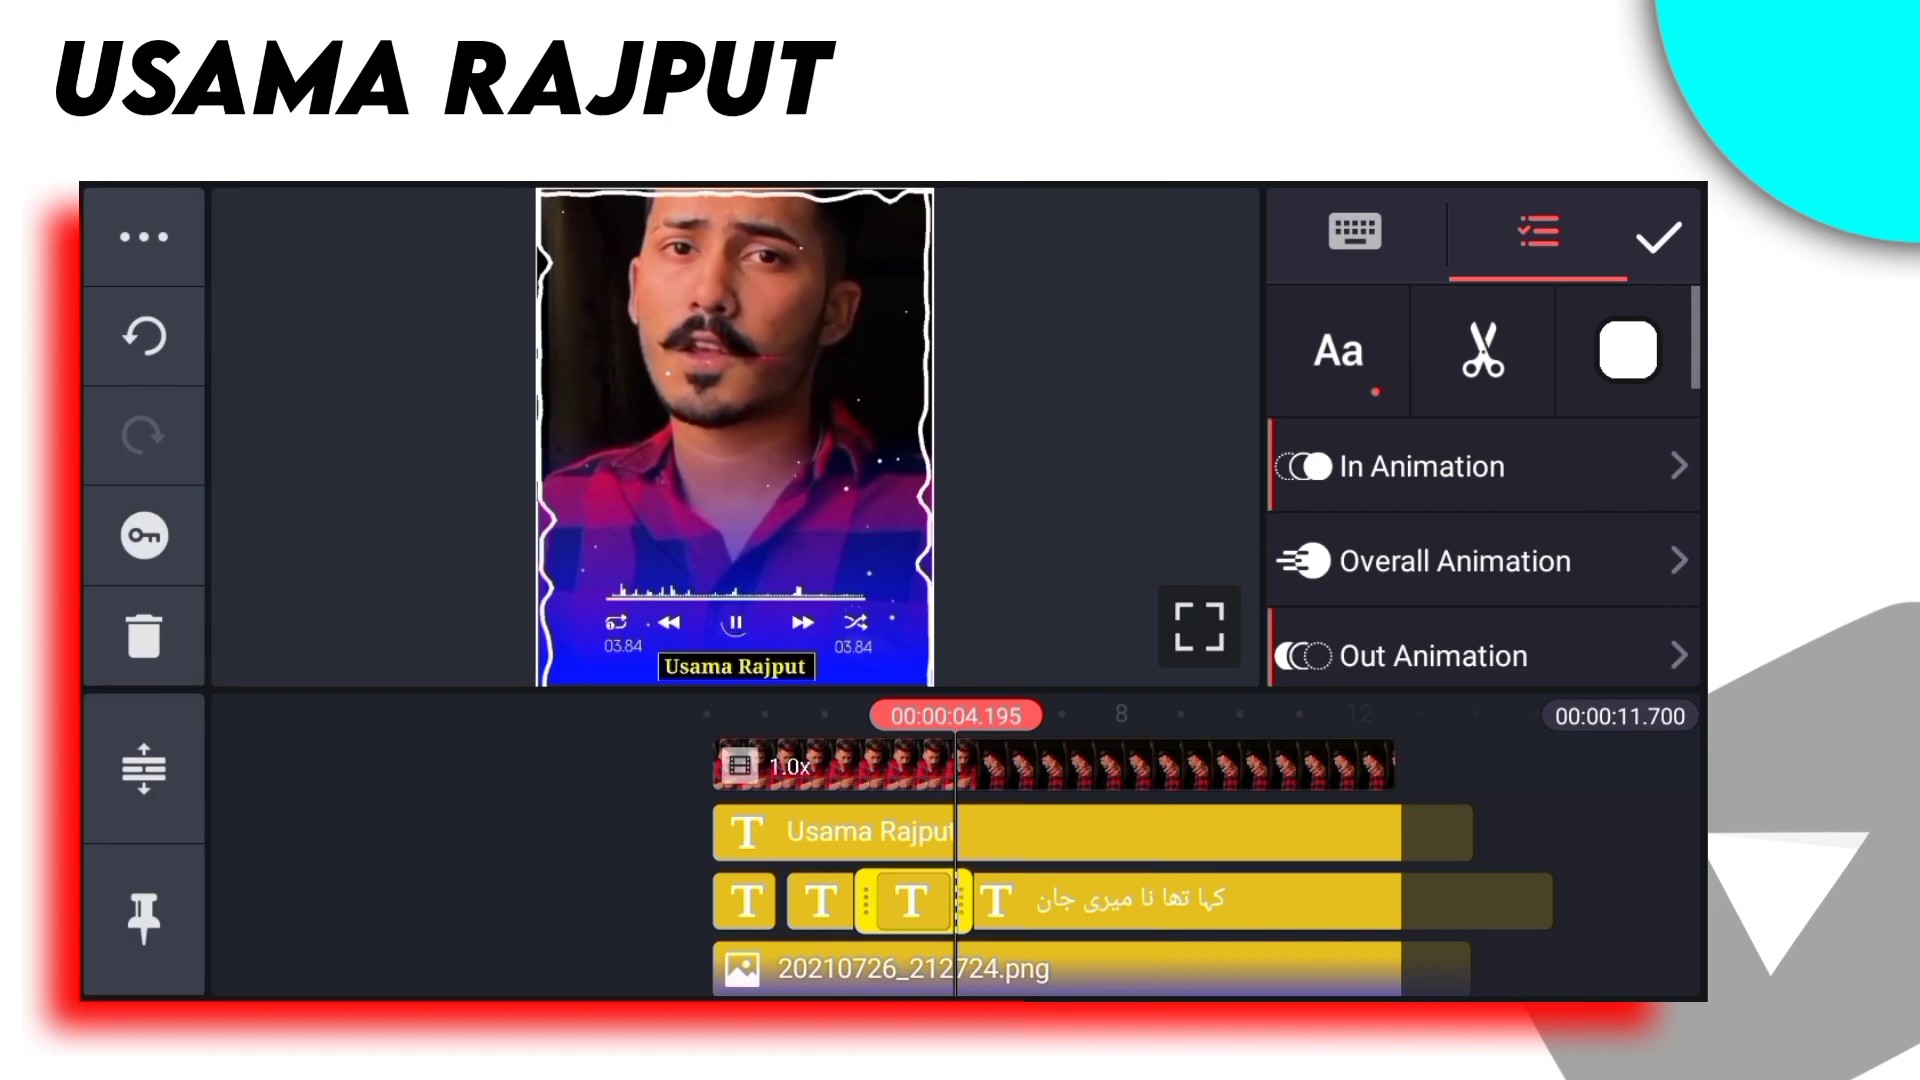 USAMA RAJPUT
Aa
In Animation
Overall Animation
Out Animation
03.84
03.84
Usama Rajput
00:00:04.195
8
12
00:00:11.700
1.0x
T Usama Rajput
T
T
T
T کہا تھا نا میری جان
20210726_212724.png